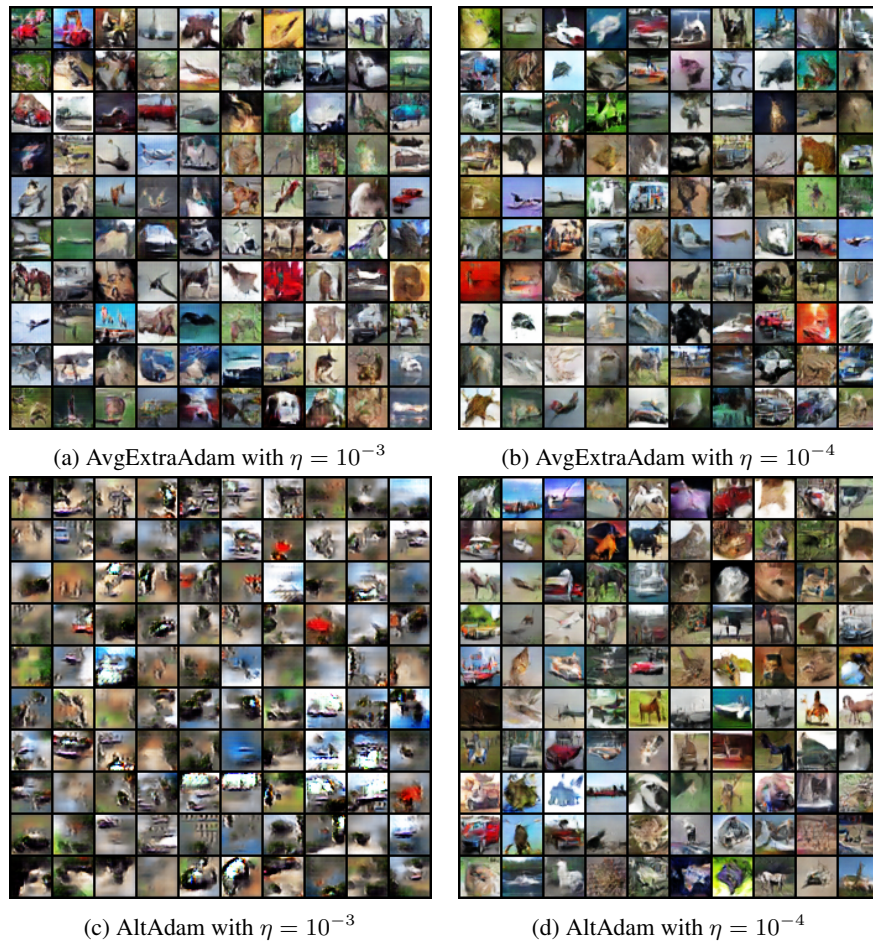 (a) AvgExtraAdam with η = 10⁻³
(b) AvgExtraAdam with η = 10⁻⁴
(c) AltAdam with η = 10⁻³
(d) AltAdam with η = 10⁻⁴